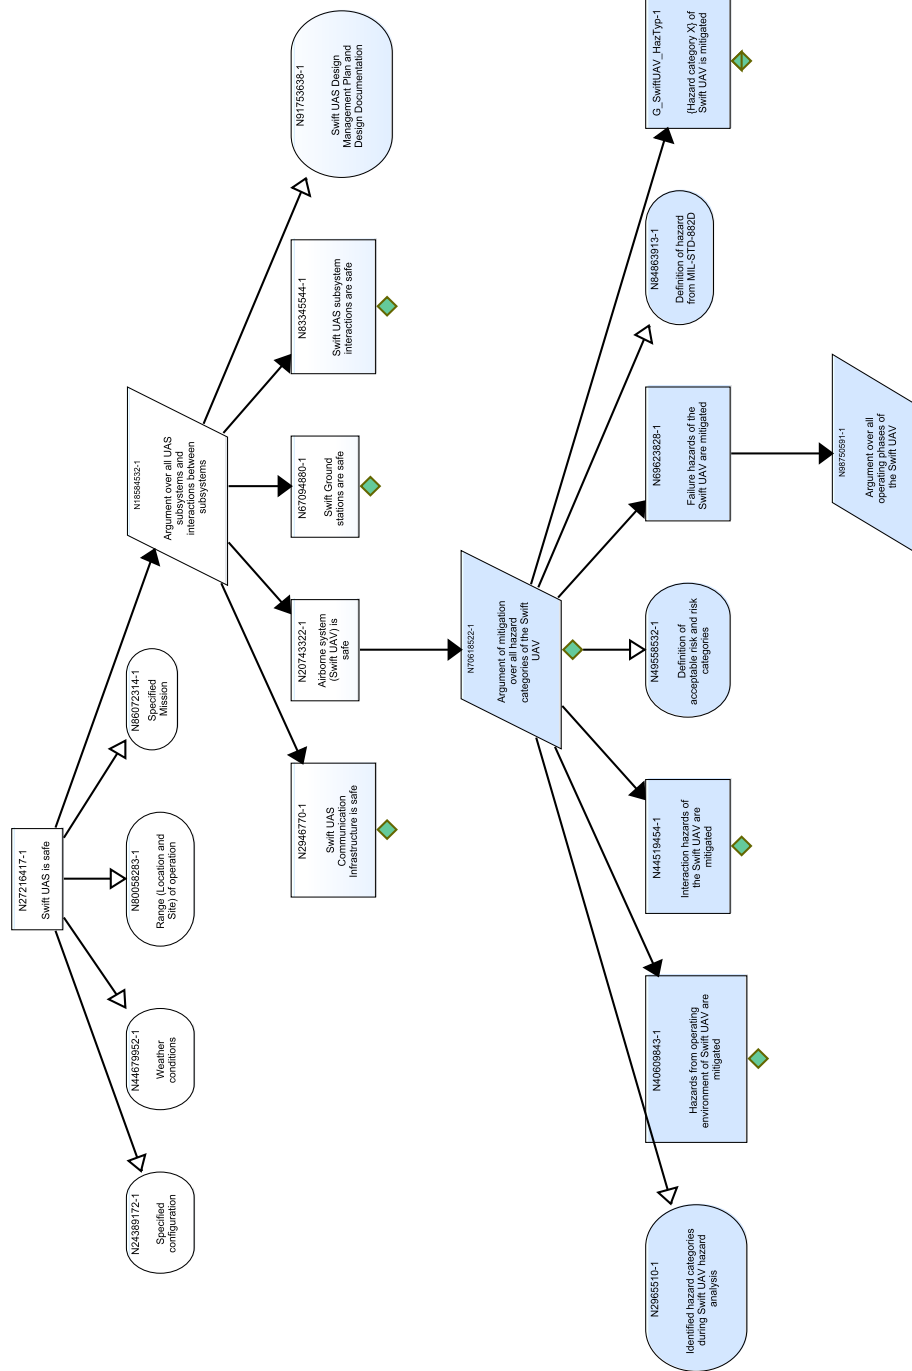 N27216417-1
Swift UAS is safe
N24389172-1
Specified
configuration
N44679952-1
Weather
conditions
N80058283-1
Range (Location and
Site) of operation
N86072314-1
Specified
Mission
N18584532-1
Argument over all UAS
subsystems and
interactions between
subsystems
N2946770-1
Swift UAS
Communication
Infrastructure is safe
N20743322-1
Airborne system
(Swift UAV) is
safe
N67094880-1
Swift Ground
stations are safe
N83345544-1
Swift UAS subsystem
interactions are safe
N91753638-1
Swift UAS Design
Management Plan and
Design Documentation
N70618522-1
Argument of mitigation
over all hazard
categories of the Swift
UAV
N2965510-1
Identified hazard categories
during Swift UAV hazard
analysis
N40609843-1
Hazards from operating
environment of Swift UAV are
mitigated
N44519454-1
Interaction hazards of
the Swift UAV are
mitigated
N49558532-1
Definition of
acceptable risk and risk
categories
N69623828-1
Failure hazards of the
Swift UAV are mitigated
N84863913-1
Definition of hazard
from MIL-STD-882D
G_SwiftUAV_HazTyp-1
{Hazard category X} of
Swift UAV is mitigated
N98750591-1
Argument over all
operating phases of
the Swift UAV